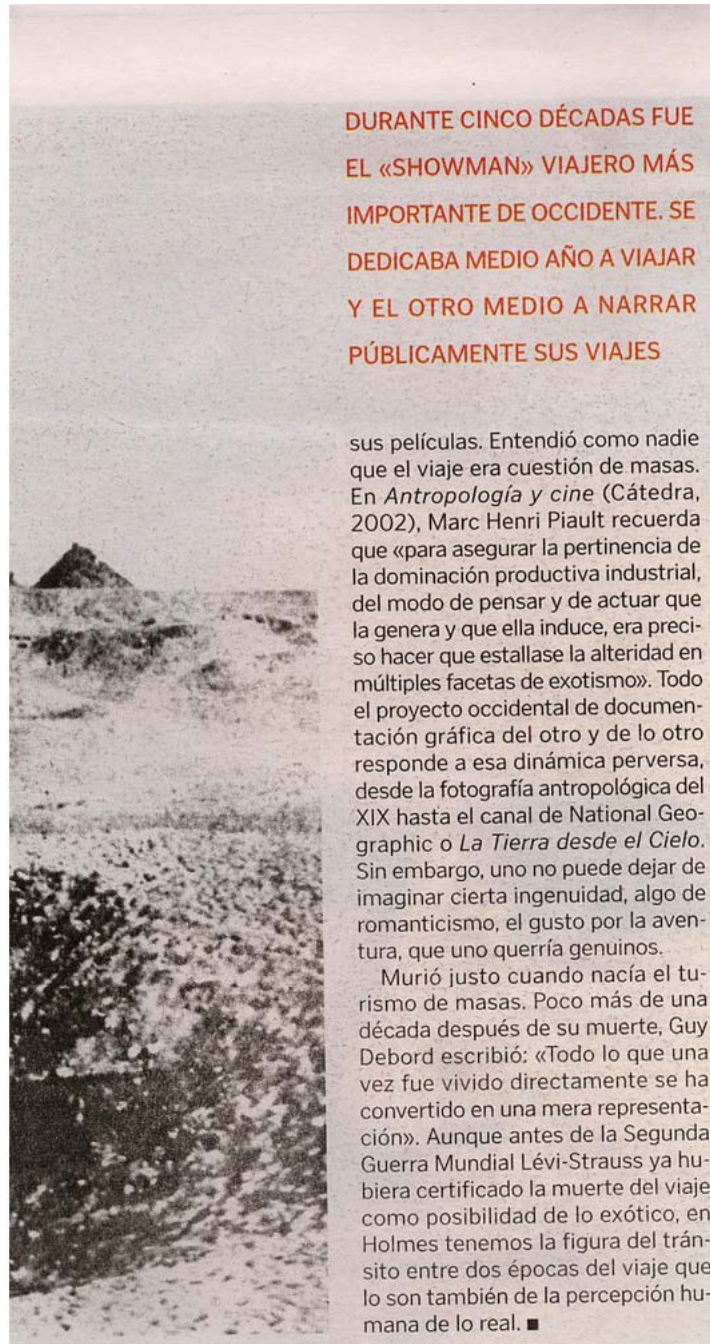 DURANTE CINCO DÉCADAS FUE
EL «SHOWMAN» VIAJERO MÁS
IMPORTANTE DE OCCIDENTE. SE
DEDICABA MEDIO AÑO A VIAJAR
Y EL OTRO MEDIO A NARRAR
PÚBLICAMENTE SUS VIAJES
sus películas. Entendió como nadie
que el viaje era cuestión de masas.
En Antropología y cine (Cátedra,
2002), Marc Henri Piault recuerda
que «para asegurar la pertinencia de
la dominación productiva industrial,
del modo de pensar y de actuar que
la genera y que ella induce, era preci-
so hacer que estallase la alteridad en
múltiples facetas de exotismo». Todo
el proyecto occidental de documen-
tación gráfica del otro y de lo otro
responde a esa dinámica perversa,
desde la fotografía antropológica del
XIX hasta el canal de National Geo-
graphic o La Tierra desde el Cielo.
Sin embargo, uno no puede dejar de
imaginar cierta ingenuidad, algo de
romanticismo, el gusto por la aven-
tura, que uno querría genuinos.
Murió justo cuando nacía el tu-
rismo de masas. Poco más de una
década después de su muerte, Guy
Debord escribió: «Todo lo que una
vez fue vivido directamente se ha
convertido en una mera representa-
ción». Aunque antes de la Segunda
Guerra Mundial Lévi-Strauss ya hu-
biera certificado la muerte del viaje
como posibilidad de lo exótico, en
Holmes tenemos la figura del trán-
sito entre dos épocas del viaje que
lo son también de la percepción hu-
mana de lo real. ■